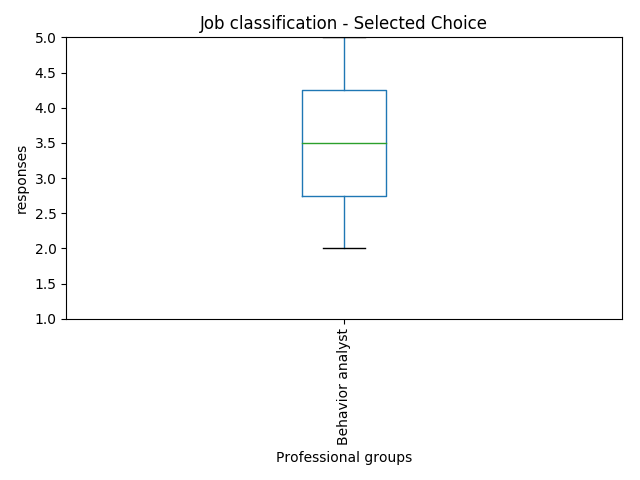 Job classification - Selected Choice
5.0
4.5
4.0
3.5
3.0
2.5
2.0
1.5
1.0
responses
Behavior analyst
Professional groups